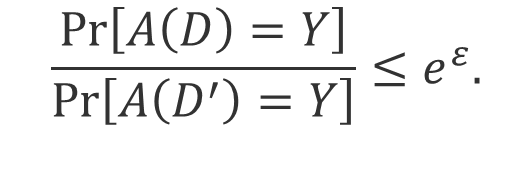 Pr[A(D) = Y]
Pr[A(D′) = Y]
≤ e^ε.